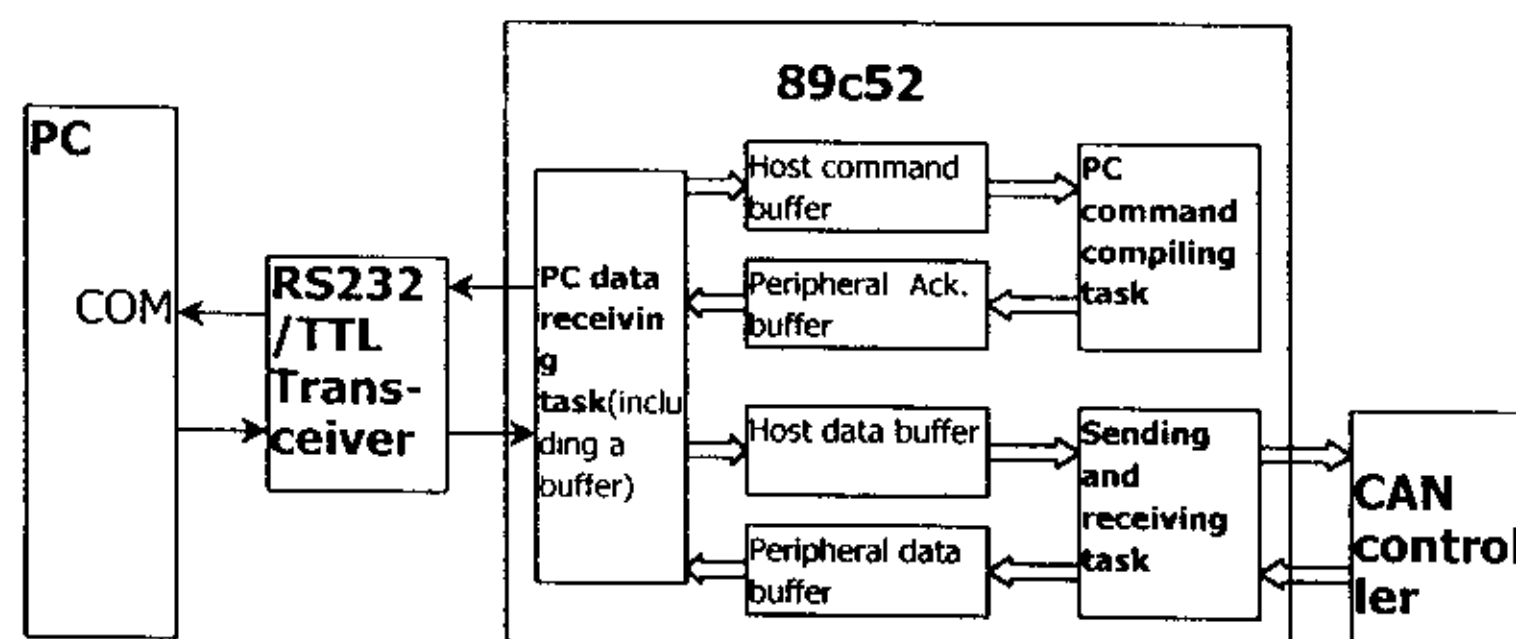 89c52
PC
COM
RS232
/TTL
Trans-
ceiver
PC data
receivin
g
task(inclu
ding a
buffer)
Host command
buffer
Peripheral Ack.
buffer
Host data buffer
Peripheral data
buffer
PC
command
compiling
task
Sending
and
receiving
task
CAN
control
ler